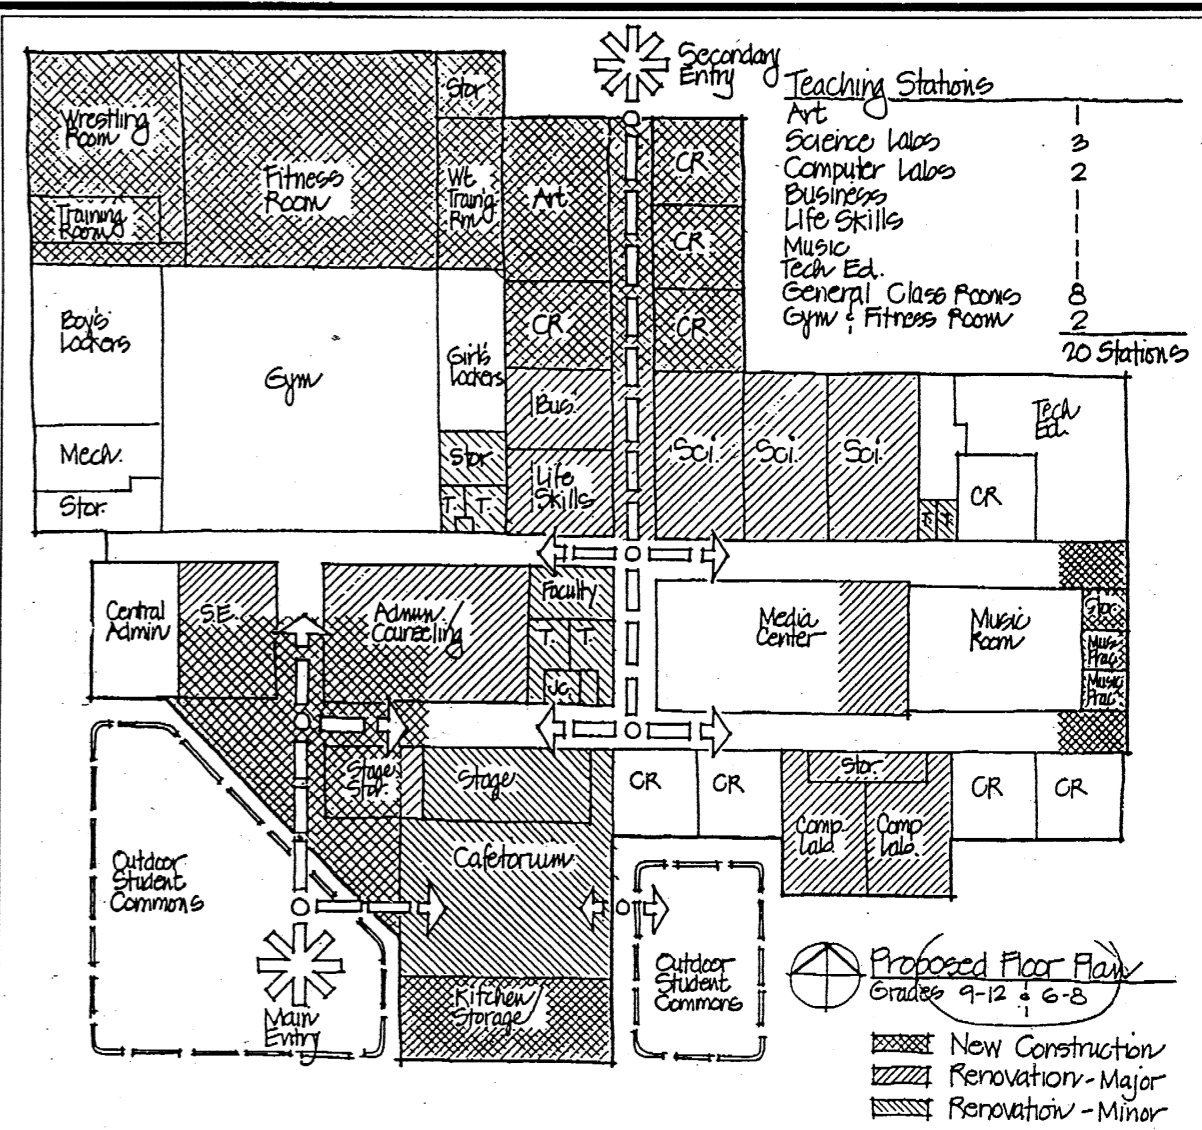 Secondary
Entry
Teaching Stations
Art 1
Science Labs 3
Computer Labs 2
Business 1
Life Skills 1
Music 1
Tech Ed. 1
General Class Rooms 8
Gym & Fitness Room 2
20 Stations
Wrestling
Room
Training
Room
Fitness
Room
Stor
Wt
Train'g
Rm
Art
CR
CR
CR
CR
Boy's
Lockers
Gym
Girl's
Lockers
Bus.
Mech.
Stor.
Stor
T.
T.
Life
Skills
Sci.
Sci.
Sci.
Tech
Ed.
CR
T.
T.
Central
Admin
S.E.
Admin/
Counseling
Faculty
T.
T.
JC
Media
Center
Music
Room
Stor.
Mus
Prac
Music
Prac
Stage
Stor.
Stage
CR
CR
Stor.
Comp.
Lab
Comp
Lab.
CR
CR
Cafetorium
Outdoor
Student
Commons
Main
Entry
Kitchen/
Storage
Outdoor
Student
Commons
Proposed Floor Plan
Grades 9-12 & 6-8
New Construction
Renovation - Major
Renovation - Minor